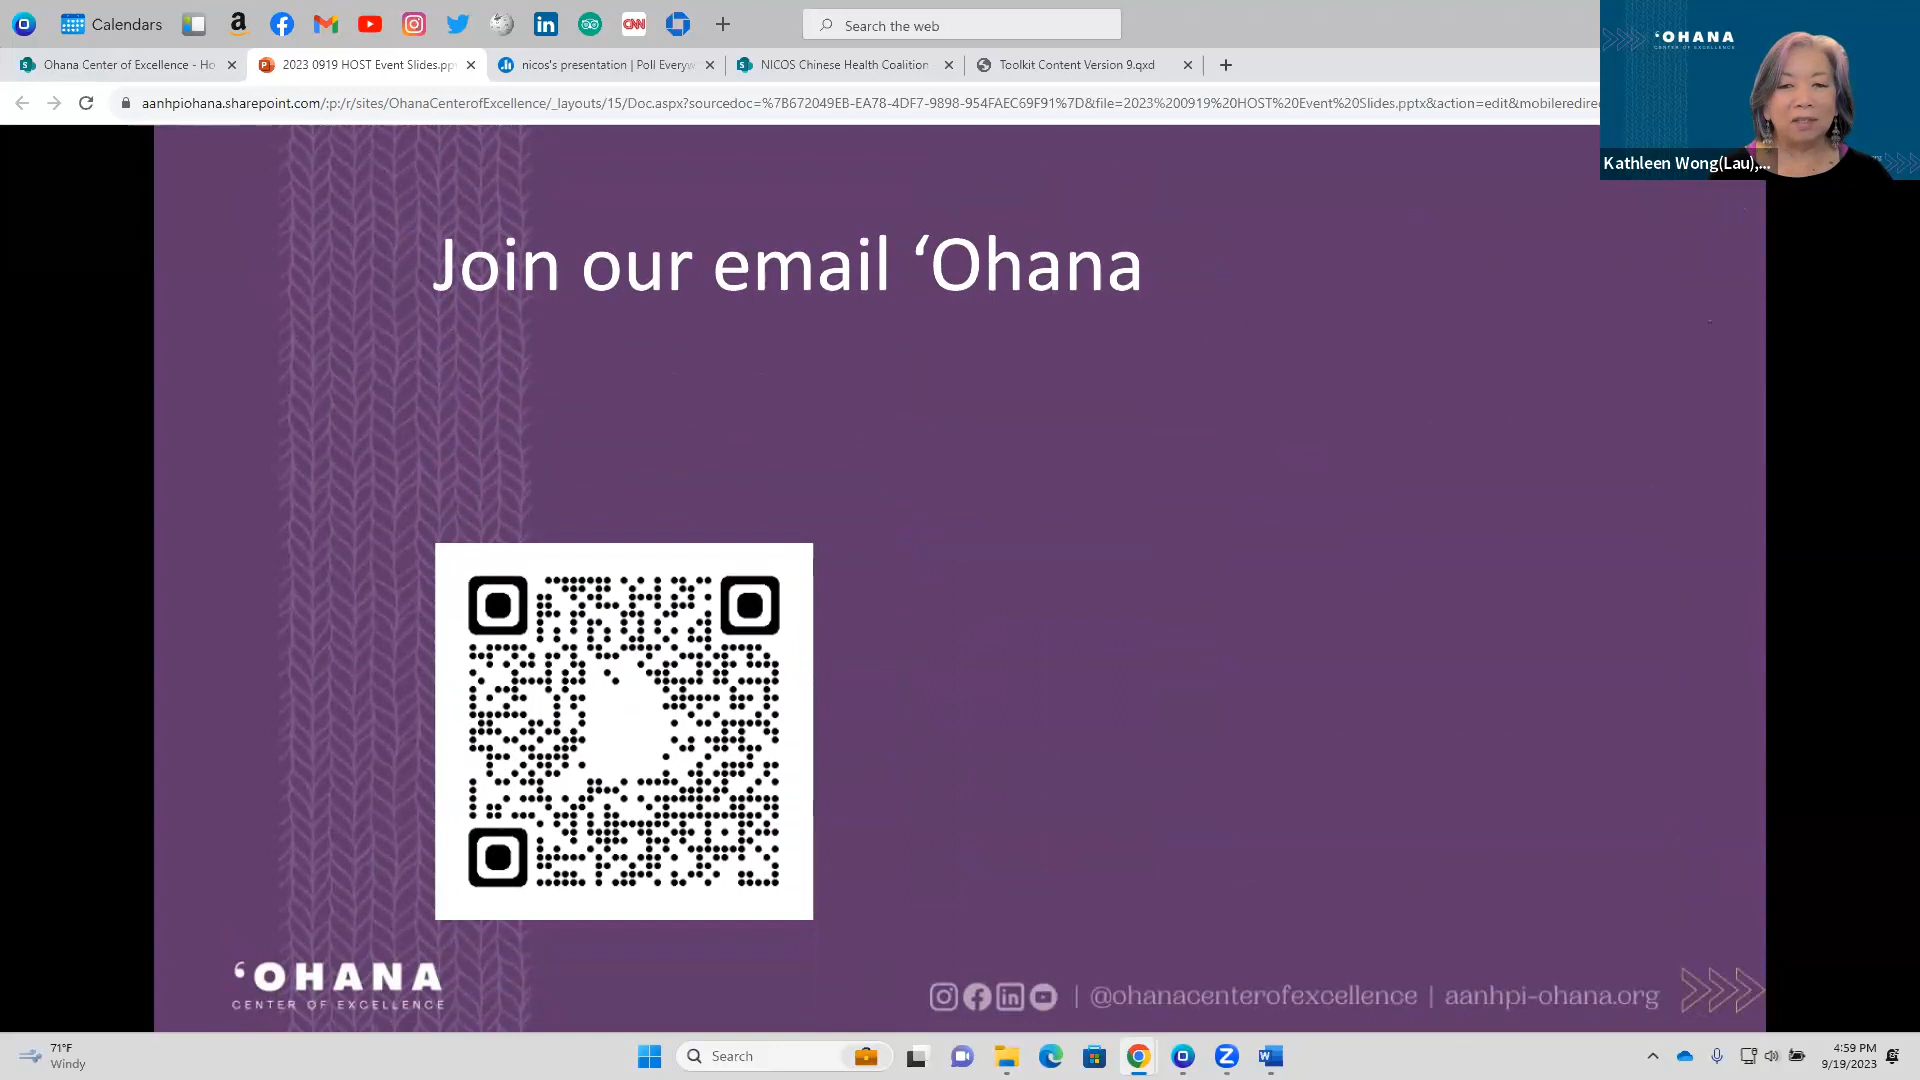 Calendars
CNN
Search the web
Ohana Center of Excellence - Ho
2023 0919 HOST Event Slides.pp
nicos's presentation | Poll Everyw
NICOS Chinese Health Coalition
Toolkit Content Version 9.qxd
aanhpiohana.sharepoint.com/:p:/r/sites/OhanaCenterofExcellence/_layouts/15/Doc.aspx?sourcedoc=%7B672049EB-EA78-4DF7-9898-954FAEC69F91%7D&file=2023%200919%20HOST%20Event%20Slides.pptx&action=edit&mobileredire
‘OHANA
CENTER OF EXCELLENCE
Kathleen Wong(Lau),...
Join our email ‘Ohana
‘OHANA
CENTER OF EXCELLENCE
| @ohanacenterofexcellence | aanhpi-ohana.org
71°F
Windy
Search
4:59 PM
9/19/2023